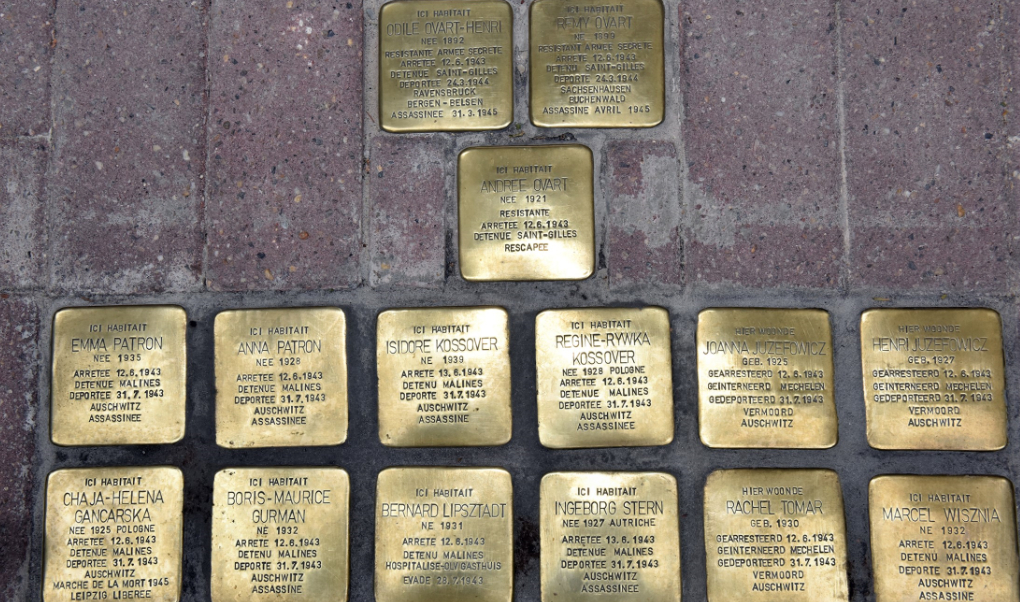 ICI HABITAIT
ODILE OVART-HENRI
NEE 1892
RESISTANTE ARMEE SECRETE
ARRETEE 12.6.1943
DETENUE SAINT-GILLES
DEPORTEE 24.3.1944
RAVENSBRÜCK
BERGEN-BELSEN
ASSASSINEE 31.3.1945
ICI HABITAIT
REMY OVART
NE
RESISTANT ARMEE SECRETE
ARRETE 12.6.1943
DETENU SAINT-GILLES
DEPORTE 24.3.1944
SACHSENHAUSEN
BUCHENWALD
ASSASSINE AVRIL 1945
ICI HABITAIT
ANDREE OVART
NEE 1921
RESISTANTE
ARRETEE 12.6.1943
DETENUE SAINT-GILLES
RESCAPEE
ICI HABITAIT
EMMA PATRON
NEE 1935
ARRETEE 12.6.1943
DETENUE MALINES
DEPORTEE 31.7.1943
AUSCHWITZ
ASSASSINEE
ICI HABITAIT
ANNA PATRON
NEE 1928
ARRETEE 12.6.1943
DETENUE MALINES
DEPORTEE 31.7.1943
AUSCHWITZ
ASSASSINEE
ICI HABITAIT
ISIDORE KOSSOVER
NE 1939
ARRETE 13.6.1943
DETENU MALINES
DEPORTE 31.7.1943
AUSCHWITZ
ASSASSINE
ICI HABITAIT
REGINE-RYWKA
KOSSOVER
NEE 1928 POLOGNE
ARRETEE 12.6.1943
DETENUE MALINES
DEPORTEE 31.7.1943
AUSCHWITZ
ASSASSINEE
HIER WOONDE
JOANNA JUZEFOWICZ
GEB. 1925
GEARRESTEERD 12.6.1943
GEÏNTERNEERD MECHELEN
GEDEPORTEERD 31.7.1943
VERMOORD
AUSCHWITZ
HIER WOONDE
HENRI JUZEFOWICZ
GEB. 1927
GEARRESTEERD 12.6.1943
GEÏNTERNEERD MECHELEN
GEDEPORTEERD 31.7.1943
VERMOORD
AUSCHWITZ
ICI HABITAIT
CHAJA-HELENA
GANCARSKA
NEE 1925 POLOGNE
ARRETEE 12.6.1943
DETENUE MALINES
DEPORTEE 31.7.1943
AUSCHWITZ
MARCHE DE LA MORT 1945
LEIPZIG LIBEREE
ICI HABITAIT
BORIS-MAURICE
GURMAN
NE 1932
ARRETE 12.6.1943
DETENU MALINES
DEPORTE 31.7.1943
AUSCHWITZ
ASSASSINE
ICI HABITAIT
BERNARD LIPSZTADT
NE 1931
ARRETE 12.6.1943
DETENU MALINES
EVADE
ICI HABITAIT
INGEBORG STERN
NEE 1927 AUTRICHE
ARRETEE 13.6.1943
DETENUE MALINES
DEPORTEE 31.7.1943
AUSCHWITZ
ASSASSINEE
HIER WOONDE
RACHEL TOMAR
GEB. 1930
GEARRESTEERD 12.6.1943
GEÏNTERNEERD MECHELEN
GEDEPORTEERD 31.7.1943
VERMOORD
AUSCHWITZ
ICI HABITAIT
MARCEL WISZNIA
NE 1932
ARRETE 12.6.1943
DETENU MALINES
DEPORTE 31.7.1943
AUSCHWITZ
ASSASSINE